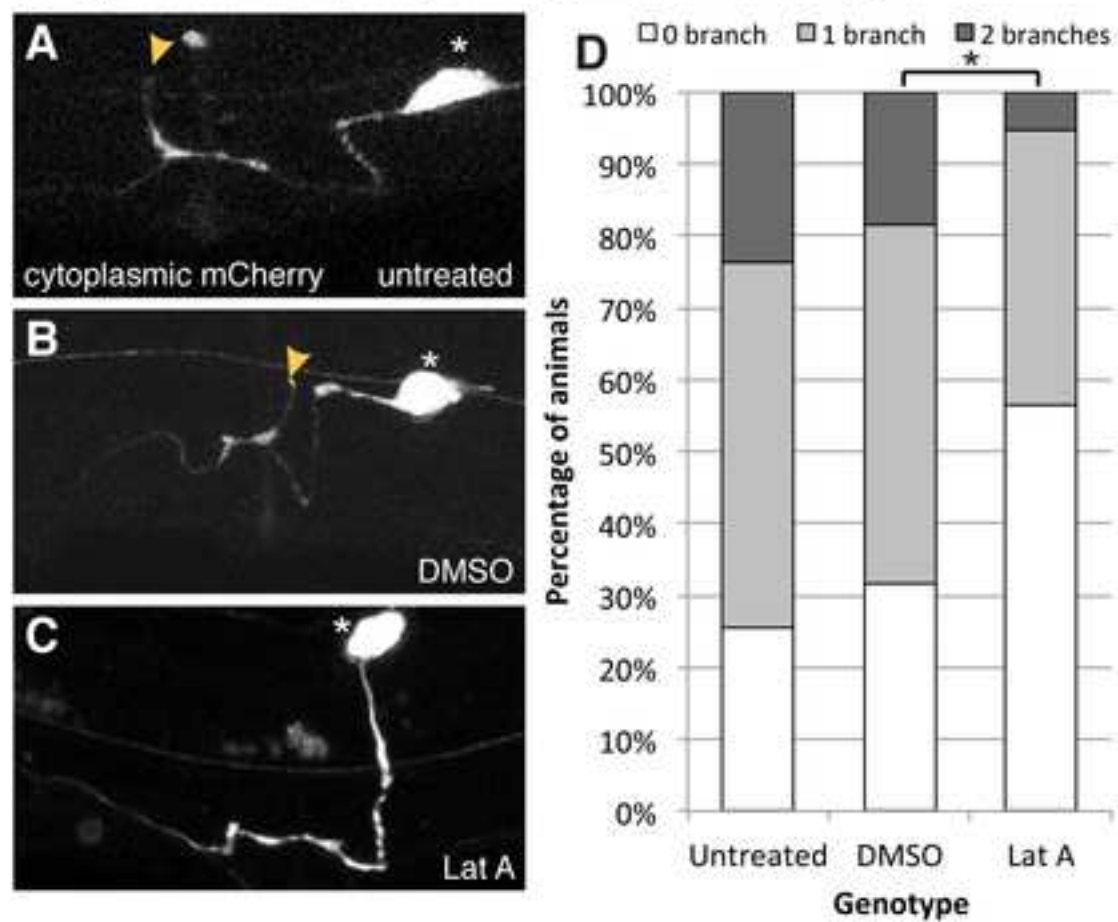 A
*
cytoplasmic mCherry untreated
B
*
DMSO
C
*
Lat A
D
0 branch 1 branch 2 branches
*
100%
90%
80%
70%
60%
50%
40%
30%
20%
10%
0%
Percentage of animals
Untreated DMSO Lat A
Genotype